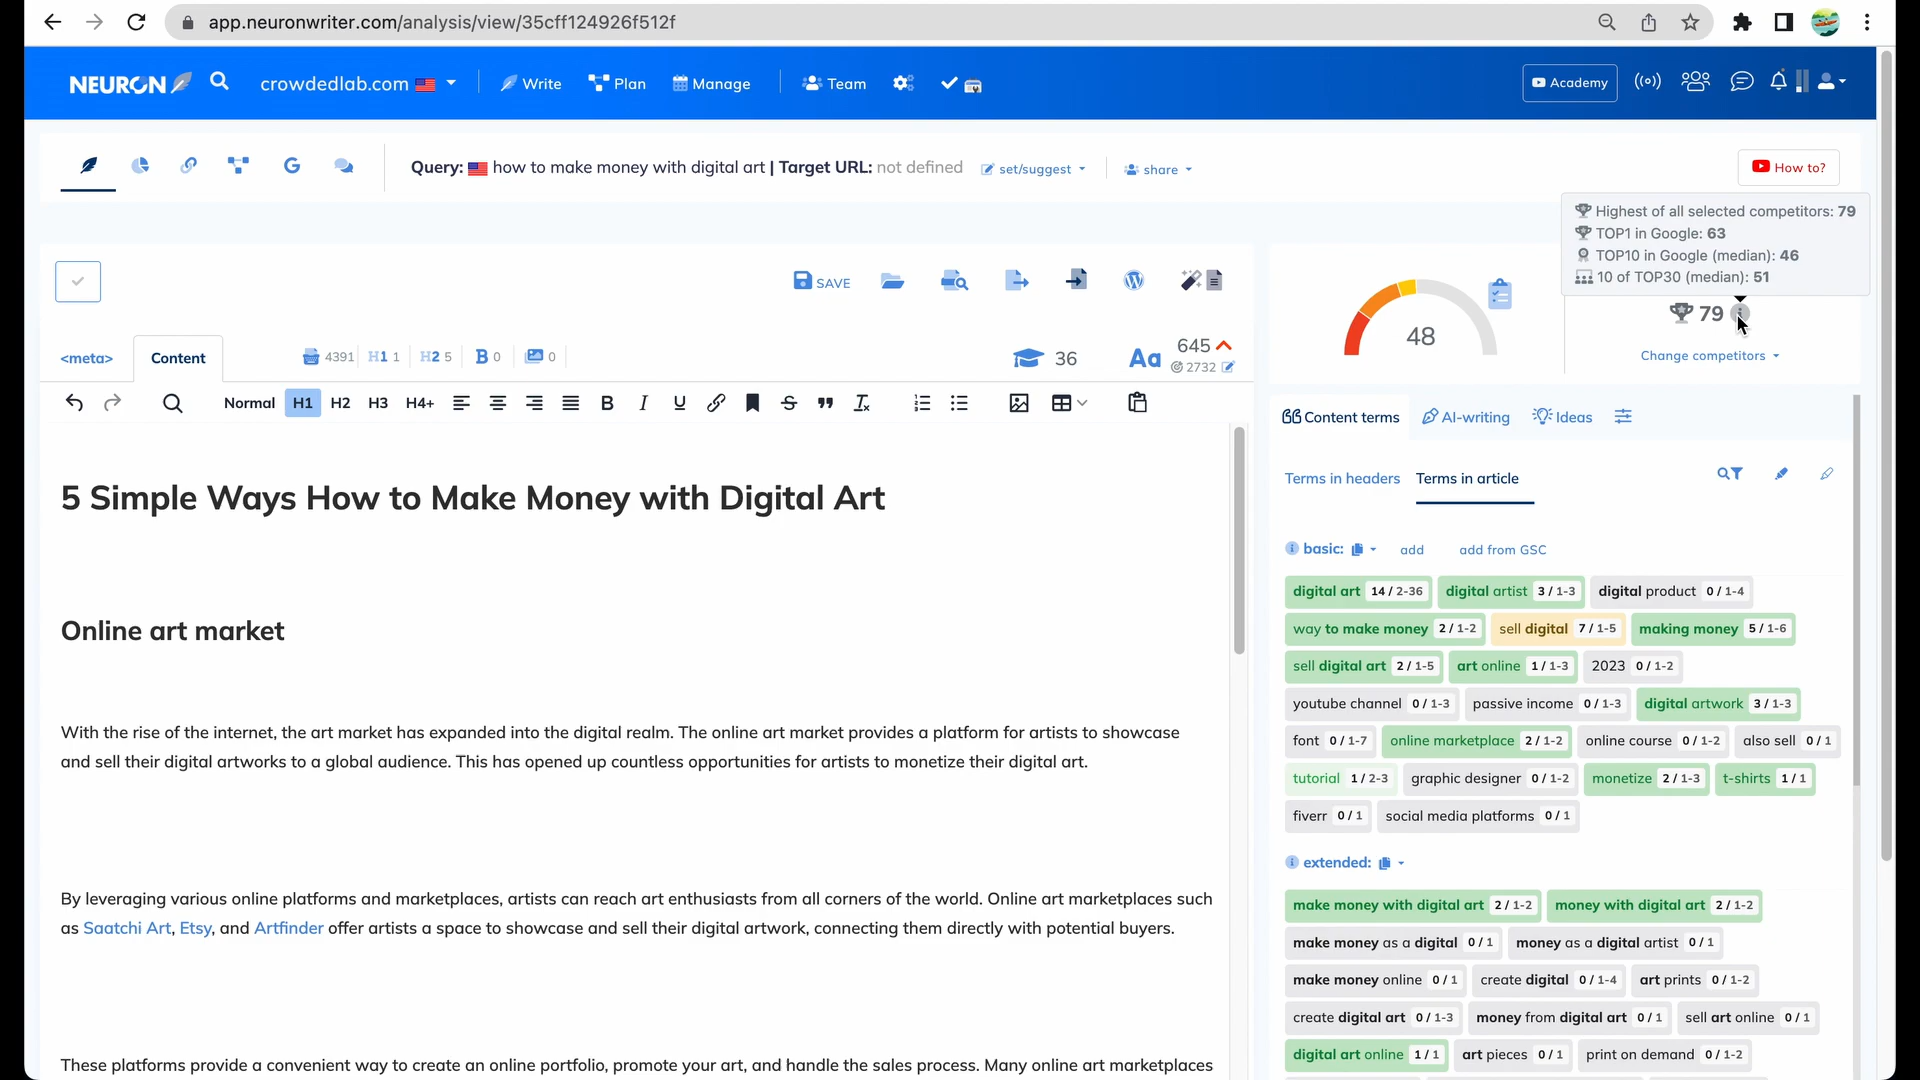 app.neuronwriter.com/analysis/view/35cff124926f512f
NEURON crowdedlab.com Write Plan Manage Team Academy
Query: how to make money with digital art | Target URL: not defined set/suggest share How to?
Highest of all selected competitors: 79
TOP1 in Google: 63
TOP10 in Google (median): 46
10 of TOP30 (median): 51
SAVE
48
79
Change competitors
<meta> Content 4391 H1 1 H2 5 B 0 0 36 Aa 645
2732
Normal H1 H2 H3 H4+ B I U S
Content terms AI-writing Ideas
Terms in headers Terms in article
5 Simple Ways How to Make Money with Digital Art
Online art market
With the rise of the internet, the art market has expanded into the digital realm. The online art market provides a platform for artists to showcase
and sell their digital artworks to a global audience. This has opened up countless opportunities for artists to monetize their digital art.
By leveraging various online platforms and marketplaces, artists can reach art enthusiasts from all corners of the world. Online art marketplaces such
as Saatchi Art, Etsy, and Artfinder offer artists a space to showcase and sell their digital artwork, connecting them directly with potential buyers.
These platforms provide a convenient way to create an online portfolio, promote your art, and handle the sales process. Many online art marketplaces
basic: add add from GSC
digital art 14 / 2-36 digital artist 3 / 1-3 digital product 0 / 1-4
way to make money 2 / 1-2 sell digital 7 / 1-5 making money 5 / 1-6
sell digital art 2 / 1-5 art online 1 / 1-3 2023 0 / 1-2
youtube channel 0 / 1-3 passive income 0 / 1-3 digital artwork 3 / 1-3
font 0 / 1-7 online marketplace 2 / 1-2 online course 0 / 1-2 also sell 0 / 1
tutorial 1 / 2-3 graphic designer 0 / 1-2 monetize 2 / 1-3 t-shirts 1 / 1
fiverr 0 / 1 social media platforms 0 / 1
extended:
make money with digital art 2 / 1-2 money with digital art 2 / 1-2
make money as a digital 0 / 1 money as a digital artist 0 / 1
make money online 0 / 1 create digital 0 / 1-4 art prints 0 / 1-2
create digital art 0 / 1-3 money from digital art 0 / 1 sell art online 0 / 1
digital art online 1 / 1 art pieces 0 / 1 print on demand 0 / 1-2